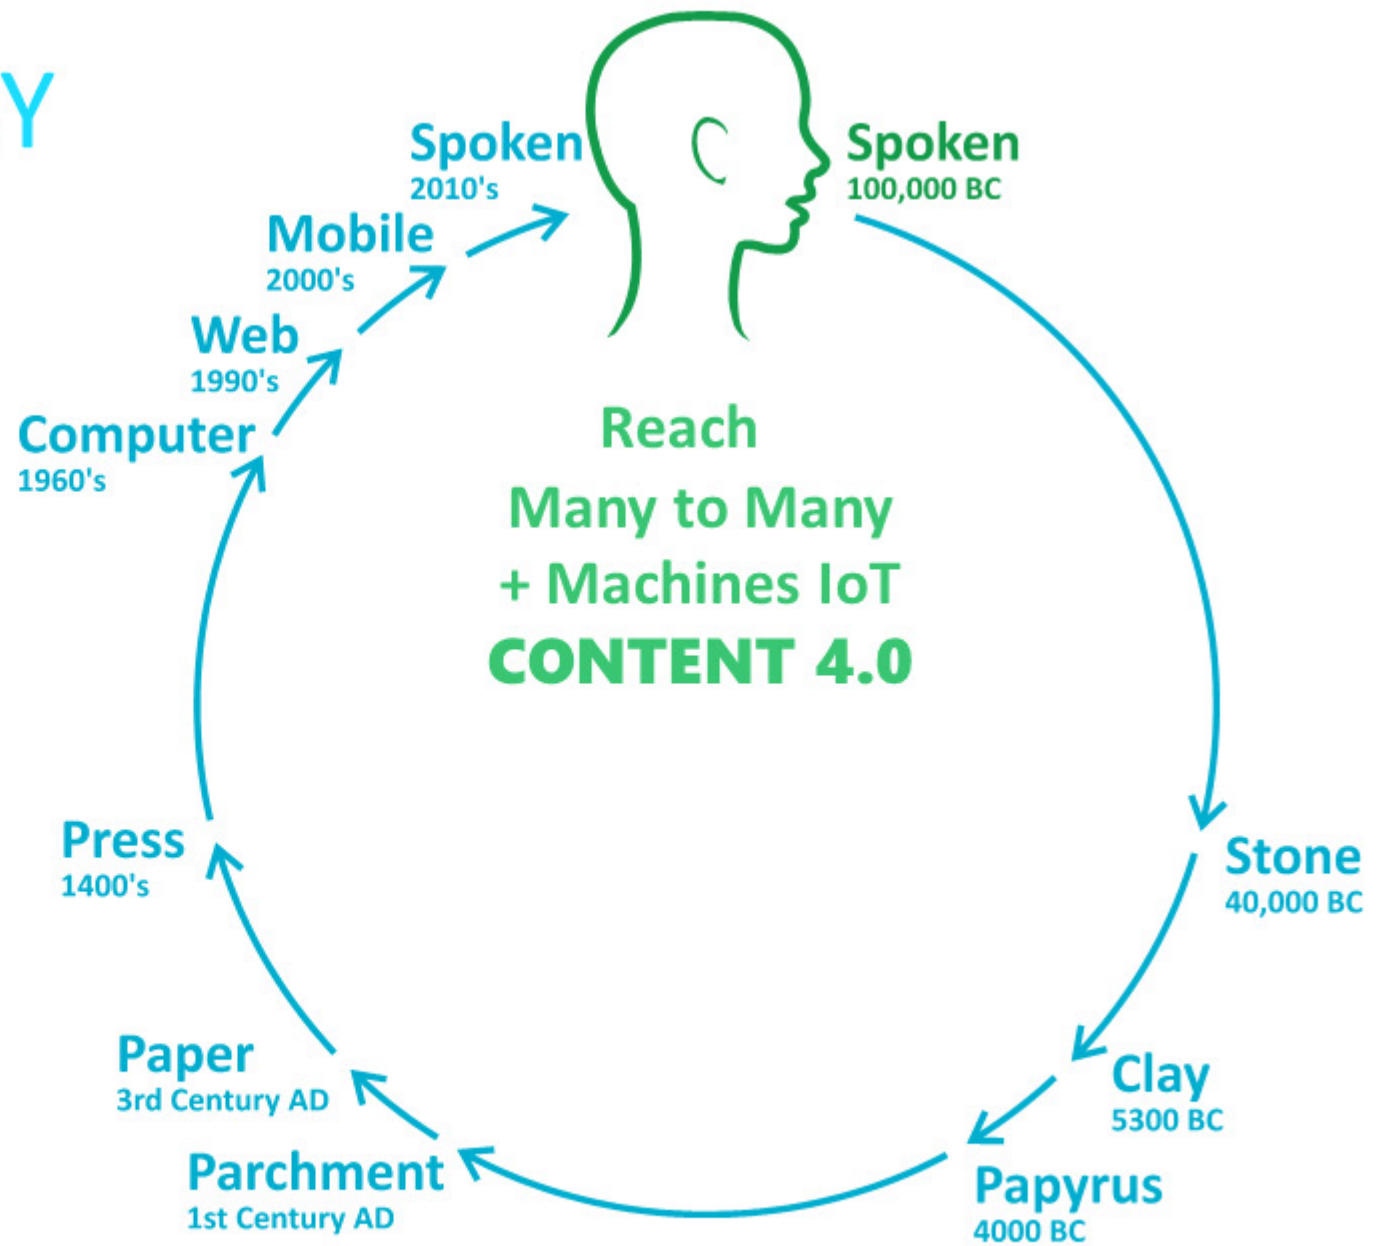 Y
Spoken
100,000 BC
Stone
40,000 BC
Clay
5300 BC
Papyrus
4000 BC
Parchment
1st Century AD
Paper
3rd Century AD
Press
1400's
Computer
1960's
Web
1990's
Mobile
2000's
Spoken
2010's
Reach
Many to Many
+ Machines IoT
CONTENT 4.0